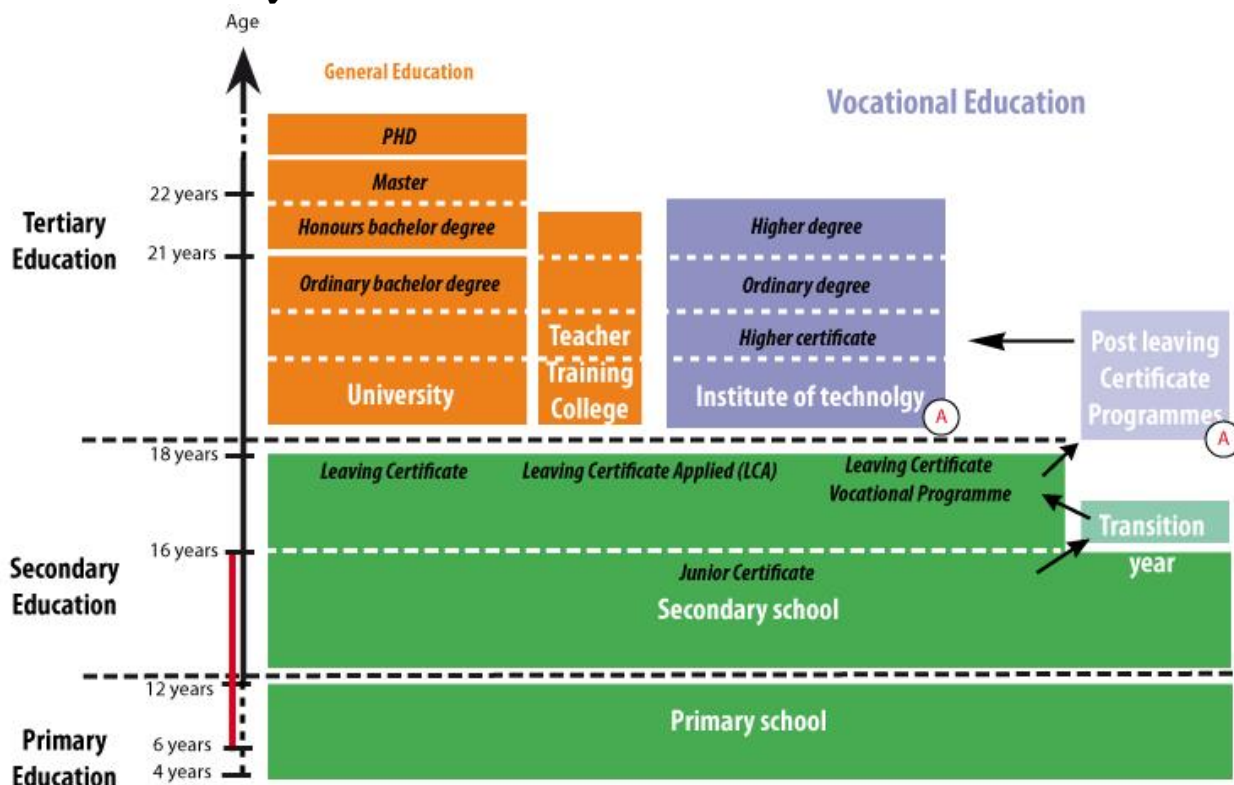 Age
General Education
Vocational Education
PHD
Master
22 years
Honours bachelor degree
Higher degree
Tertiary
Education
21 years
Ordinary bachelor degree
Ordinary degree
Higher certificate
Teacher
Training
College
University
Institute of technolgy
A
Post leaving
Certificate
Programmes
A
18 years
Leaving Certificate
Leaving Certificate Applied (LCA)
Leaving Certificate
Vocational Programme
Transition
year
16 years
Junior Certificate
Secondary
Education
Secondary school
12 years
Primary school
Primary
Education
6 years
4 years